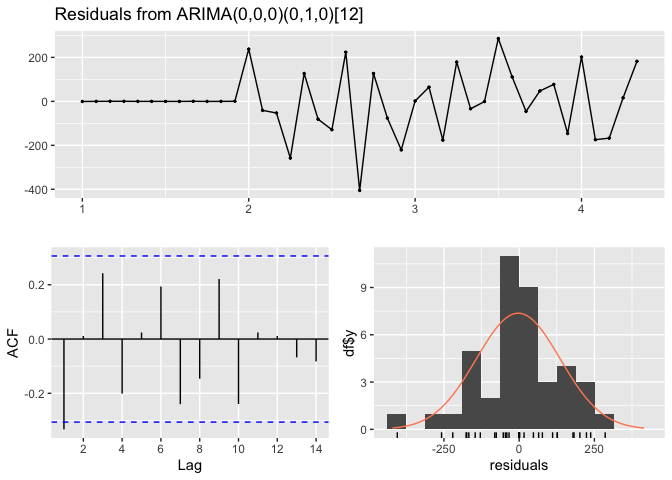 Residuals from ARIMA(0,0,0)(0,1,0)[12]
200
0
-200
-400
1 2 3 4
ACF
0.2
0.0
-0.2
2 4 6 8 10 12 14
Lag
df$y
9
6
3
0
-250 0 250
residuals